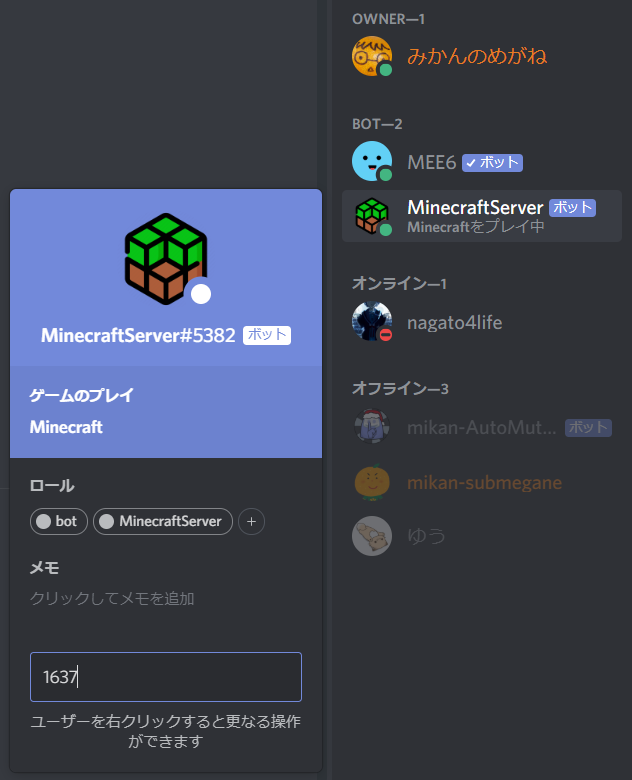 OWNER—1
みかんのめがね
BOT—2
MEE6 ✓ ボット
MinecraftServer ボット
Minecraftをプレイ中
オンライン—1
nagato4life
オフライン—3
mikan-AutoMut... ボット
mikan-submegane
ゆう
MinecraftServer#5382 ボット
ゲームのプレイ
Minecraft
ロール
bot MinecraftServer +
メモ
クリックしてメモを追加
1637
ユーザーを右クリックすると更なる操作
ができます